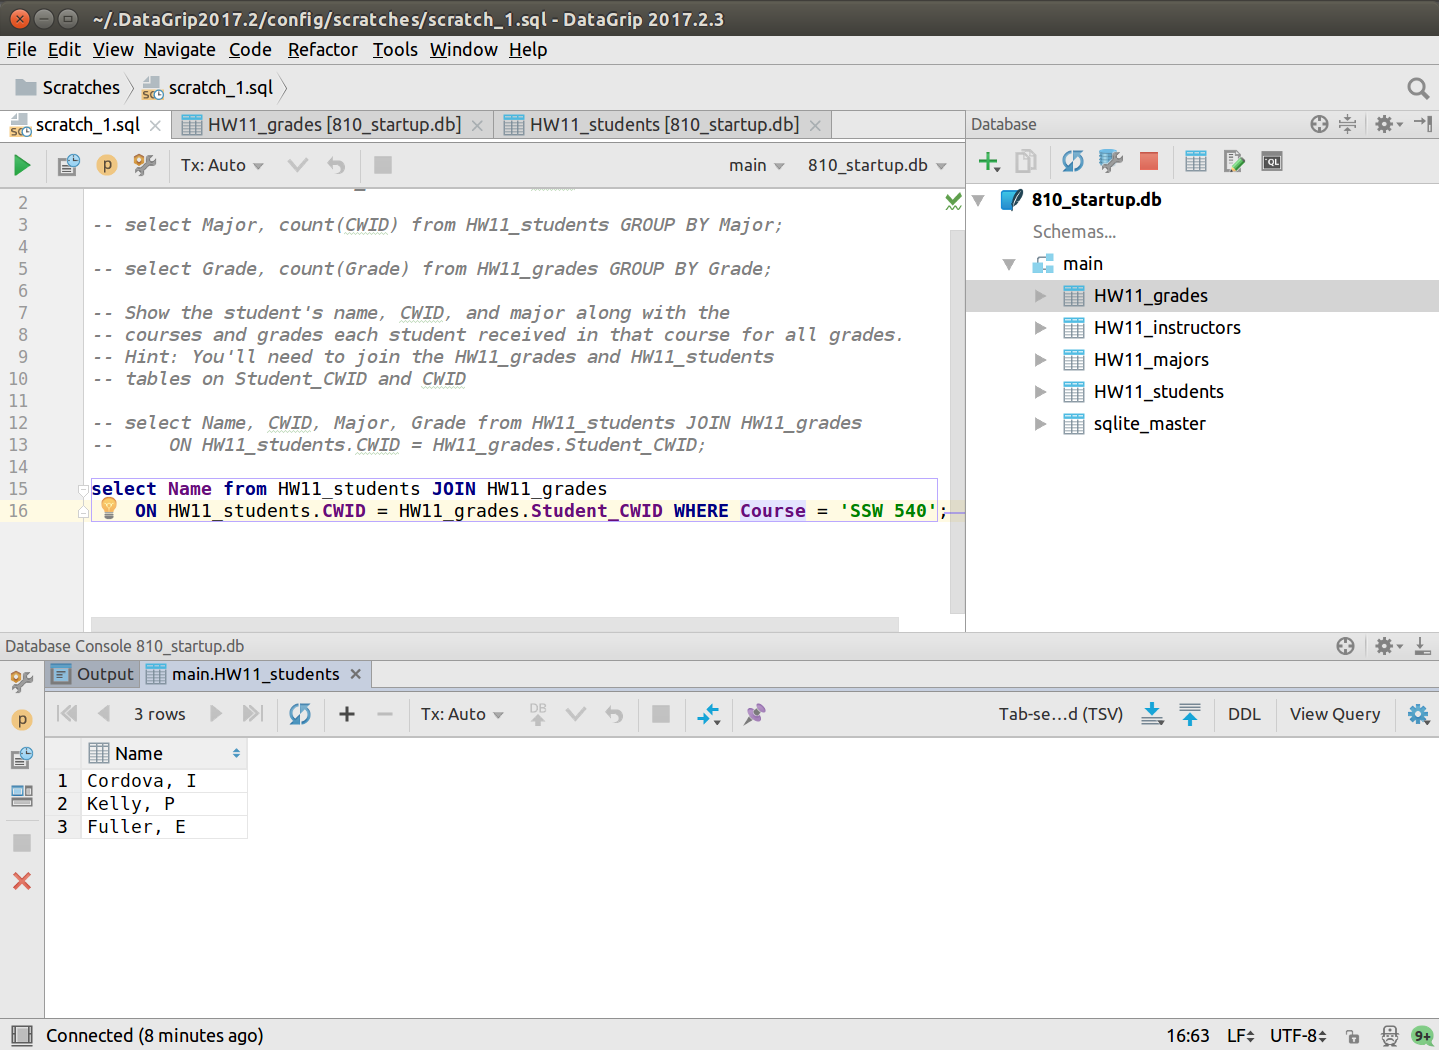 ~/.DataGrip2017.2/config/scratches/scratch_1.sql - DataGrip 2017.2.3
File Edit View Navigate Code Refactor Tools Window Help
Scratches scratch_1.sql
scratch_1.sql HW11_grades [810_startup.db] HW11_students [810_startup.db]
Database
Tx: Auto main 810_startup.db
2
3 -- select Major, count(CWID) from HW11_students GROUP BY Major;
4
5 -- select Grade, count(Grade) from HW11_grades GROUP BY Grade;
6
7 -- Show the student's name, CWID, and major along with the
8 -- courses and grades each student received in that course for all grades.
9 -- Hint: You'll need to join the HW11_grades and HW11_students
10 -- tables on Student_CWID and CWID
11
12 -- select Name, CWID, Major, Grade from HW11_students JOIN HW11_grades
13 --     ON HW11_students.CWID = HW11_grades.Student_CWID;
14
15 select Name from HW11_students JOIN HW11_grades
16     ON HW11_students.CWID = HW11_grades.Student_CWID WHERE Course = 'SSW 540';
810_startup.db
Schemas...
main
HW11_grades
HW11_instructors
HW11_majors
HW11_students
sqlite_master
Database Console 810_startup.db
Output main.HW11_students
3 rows Tx: Auto DB Tab-se...d (TSV) DDL View Query
Name
1 Cordova, I
2 Kelly, P
3 Fuller, E
Connected (8 minutes ago) 16:63 LF UTF-8 9+